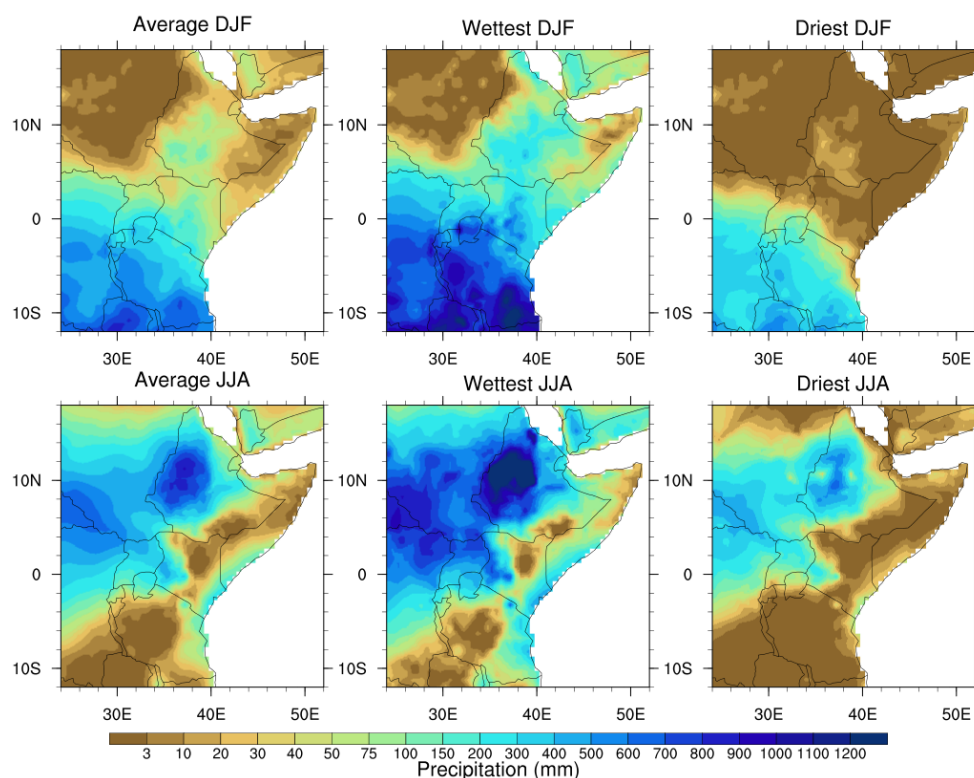 Average DJF Wettest DJF Driest DJF
10N 10N 10N
0 0 0
10S 10S 10S
30E 40E 50E 30E 40E 50E 30E 40E 50E
Average JJA Wettest JJA Driest JJA
10N 10N 10N
0 0 0
10S 10S 10S
30E 40E 50E 30E 40E 50E 30E 40E 50E
3 10 20 30 40 50 75 100 150 200 300 400 500 600 700 800 900 1000 1100 1200
Precipitation (mm)